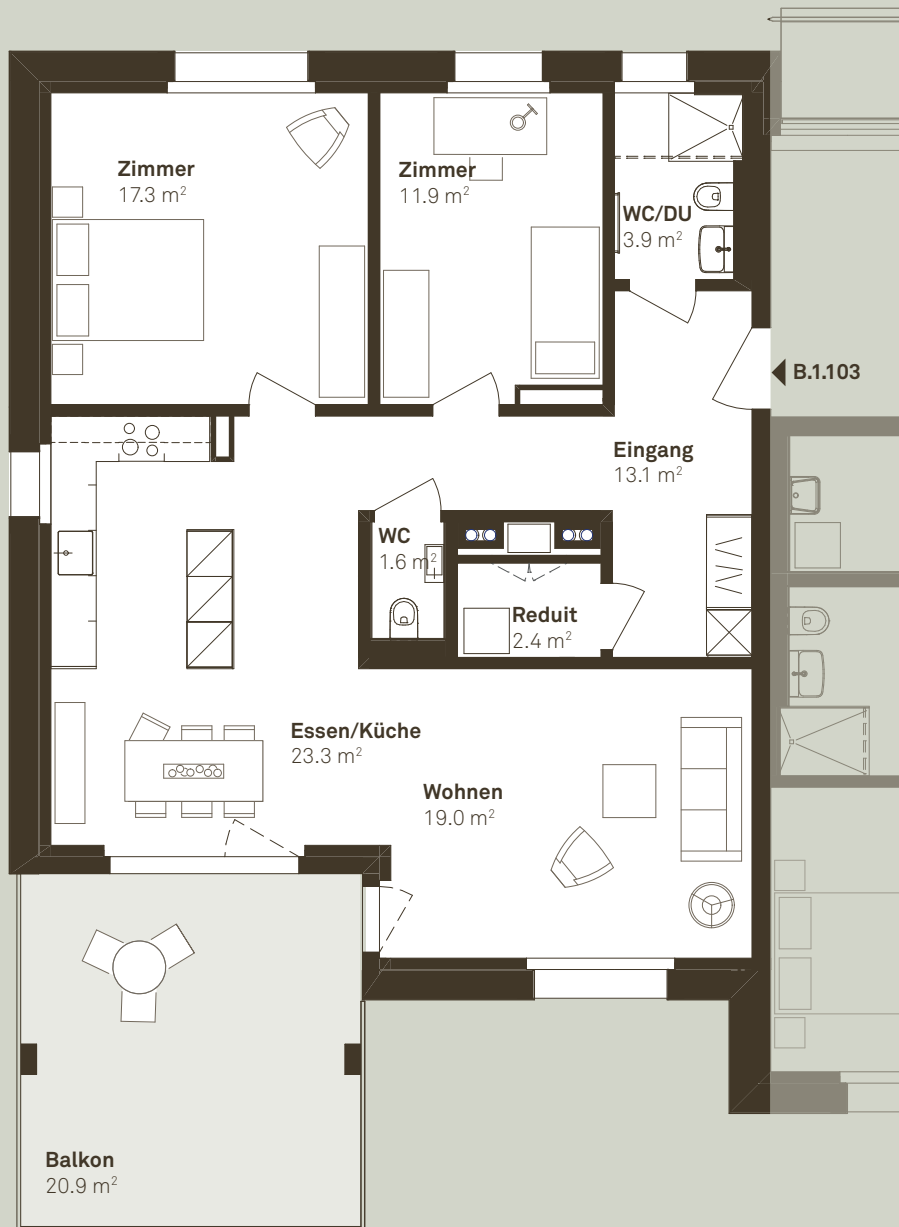 Zimmer
17.3 m²
Zimmer
11.9 m²
WC/DU
3.9 m²
B.1.103
Eingang
13.1 m²
WC
1.6 m²
Reduit
2.4 m²
Essen/Küche
23.3 m²
Wohnen
19.0 m²
Balkon
20.9 m²